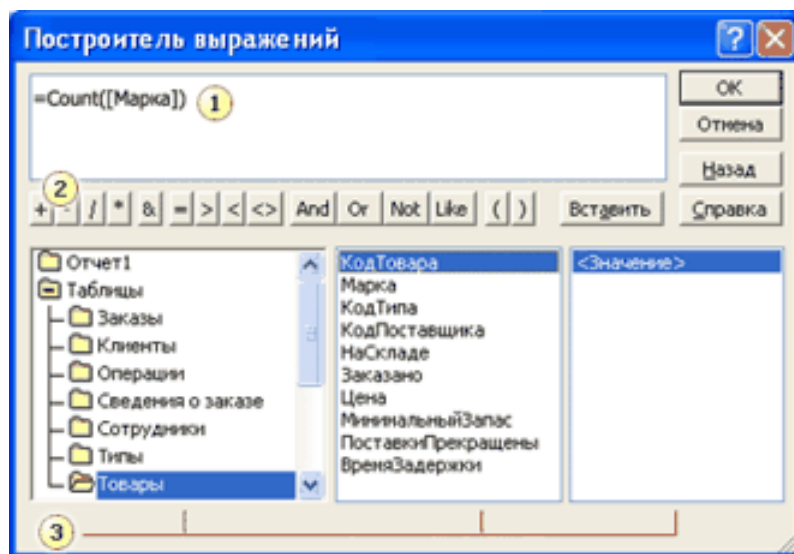 Построитель выражений
?
=Count([Марка])
1
OK
Отмена
Назад
2
+ - / * & = > < <> And Or Not Like ( ) Вставить Справка
Отчет1
Таблицы
Заказы
Клиенты
Операции
Сведения о заказе
Сотрудники
Типы
Товары
КодТовара
Марка
КодТипа
КодПоставщика
НаСкладе
Заказано
Цена
МинимальныйЗапас
ПоставкиПрекращены
ВремяЗадержки
<Значение>
3